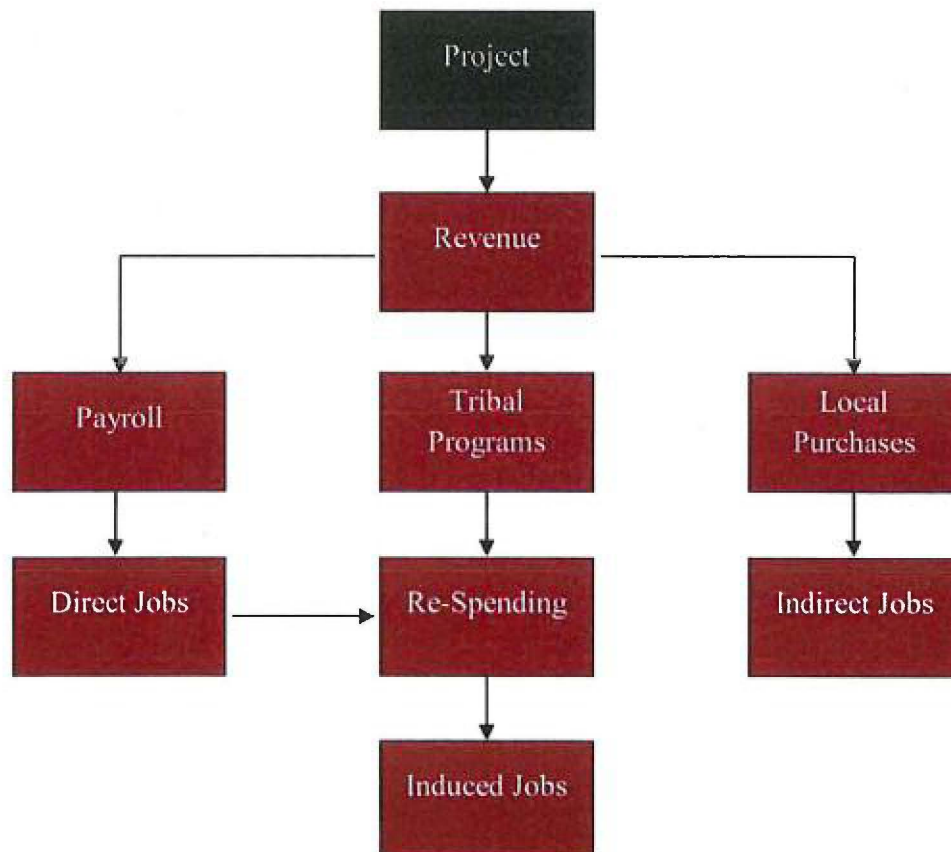 Project
Revenue
Payroll
Tribal
Programs
Local
Purchases
Direct Jobs
Re-Spending
Indirect Jobs
Induced Jobs